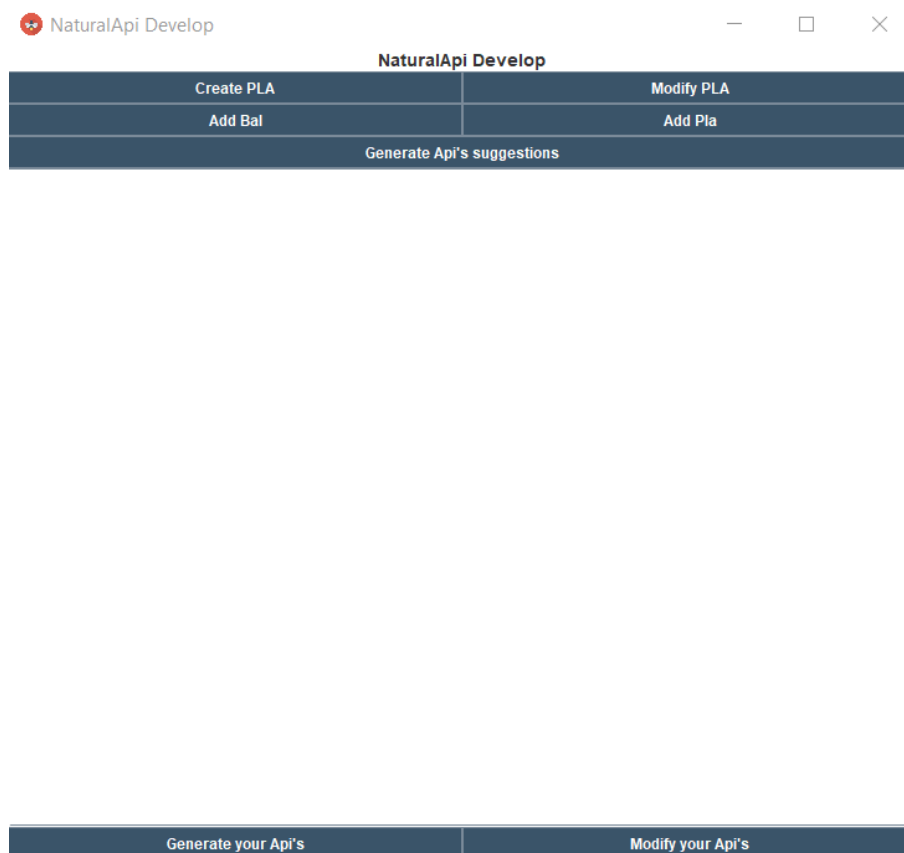 NaturalApi Develop
NaturalApi Develop
Create PLA Modify PLA
Add Bal Add Pla
Generate Api's suggestions
Generate your Api's Modify your Api's